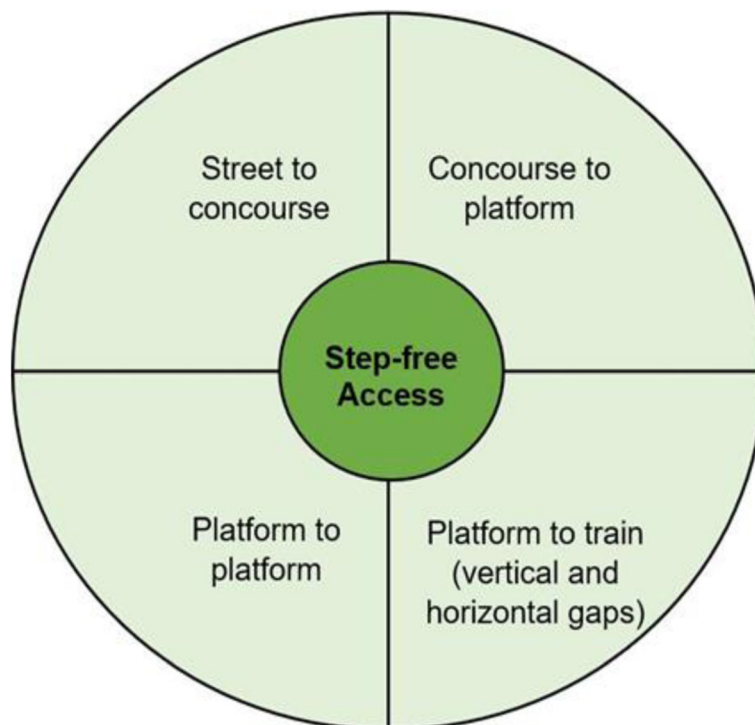 Street to
concourse
Concourse to
platform
Step-free
Access
Platform to
platform
Platform to train
(vertical and
horizontal gaps)